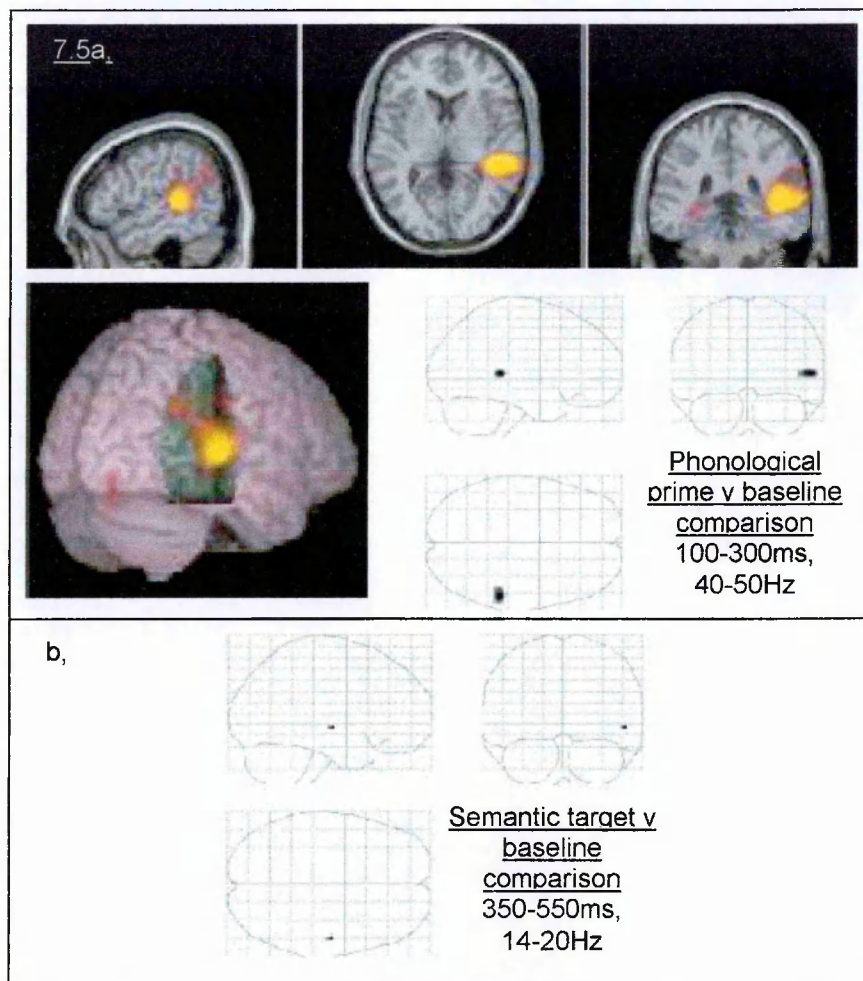 7.5a,
Phonological
prime v baseline
comparison
100-300ms,
40-50Hz
b,
Semantic target v
baseline
comparison
350-550ms,
14-20Hz